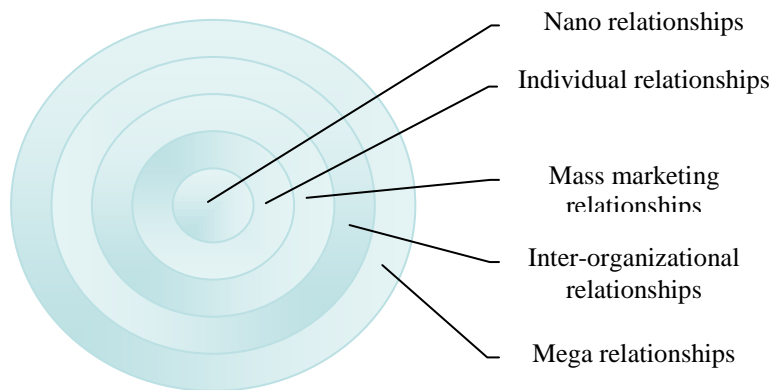 Nano relationships
Individual relationships
Mass marketing
relationships
Inter-organizational
relationships
Mega relationships